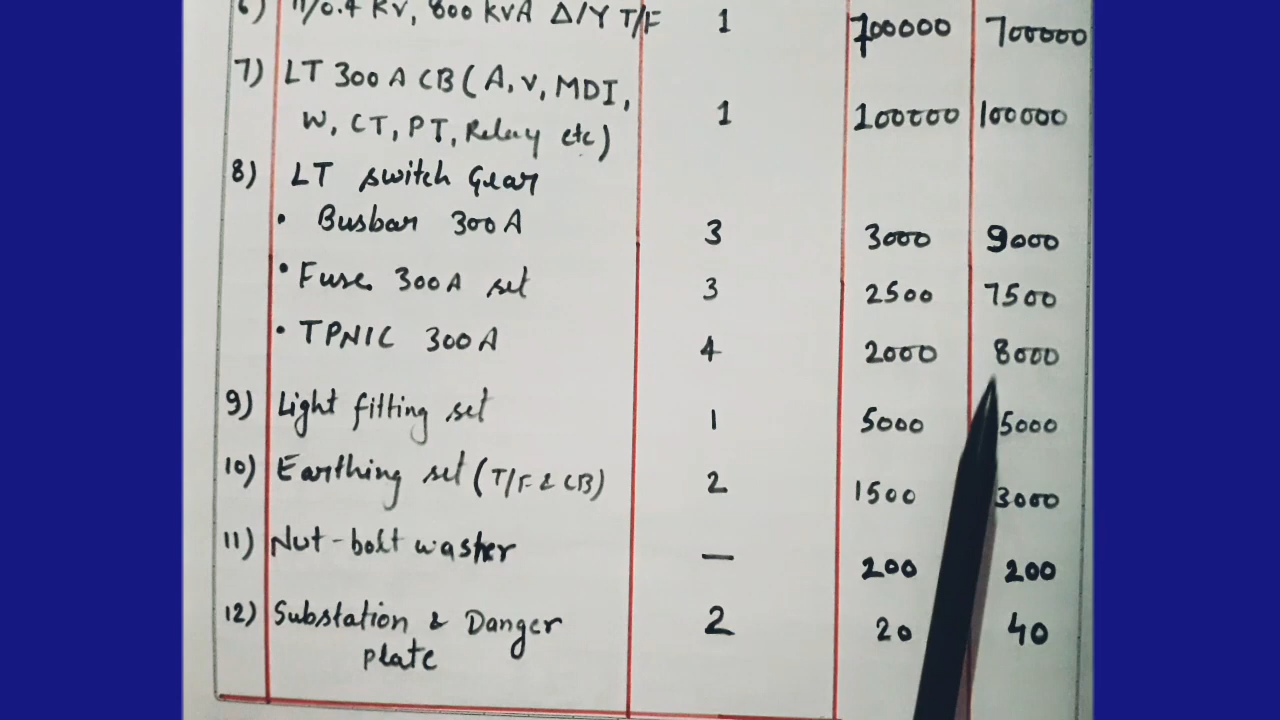 6) 11/0.4 KV, 800 KVA Δ/Y T/F 1 700000 700000
7) LT 300 A CB ( A, V, MDI, 1 100000 100000
W, CT, PT, Relay etc)
8) LT switch Gear
• Busbar 300 A 3 3000 9000
• Fuse 300A set 3 2500 7500
• TPNIC 300A 4 2000 8000
9) Light fitting set 1 5000 5000
10) Earthing set (T/F & CB) 2 1500 3000
11) Nut-bolt washer — 200 200
12) Substation & Danger 2 20 40
plate